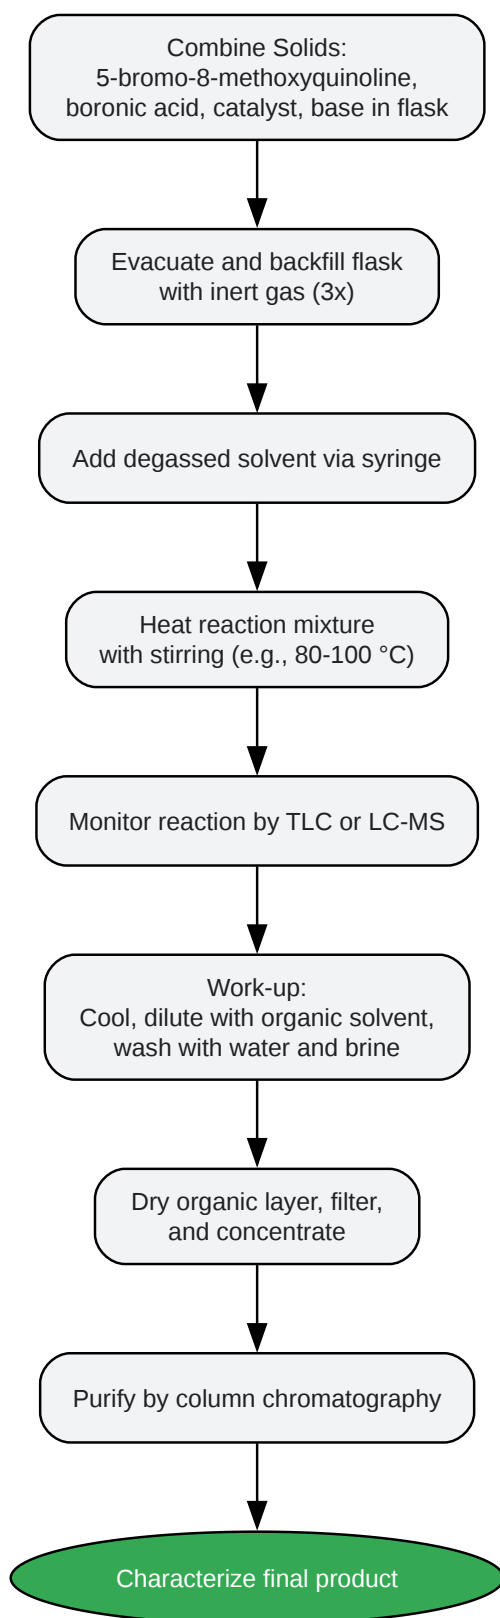 Combine Solids:
5-bromo-8-methoxyquinoline,
boronic acid, catalyst, base in flask
Evacuate and backfill flask
with inert gas (3x)
Add degassed solvent via syringe
Heat reaction mixture
with stirring (e.g., 80-100 °C)
Monitor reaction by TLC or LC-MS
Work-up:
Cool, dilute with organic solvent,
wash with water and brine
Dry organic layer, filter,
and concentrate
Purify by column chromatography
Characterize final product